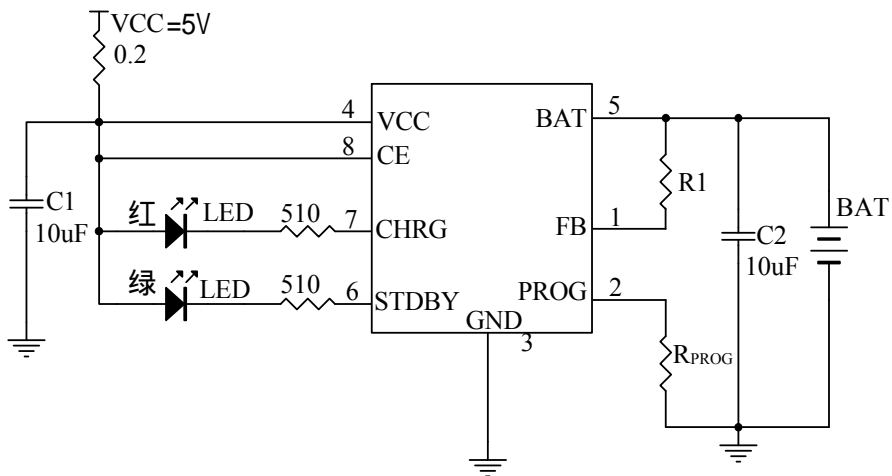 VCC=5V
0.2
4 VCC
8 CE
C1
10uF
红 LED 510 7 CHRG
绿 LED 510 6 STDBY
GND
3
BAT 5
R1
FB 1
PROG 2
RPROG
C2
10uF
BAT